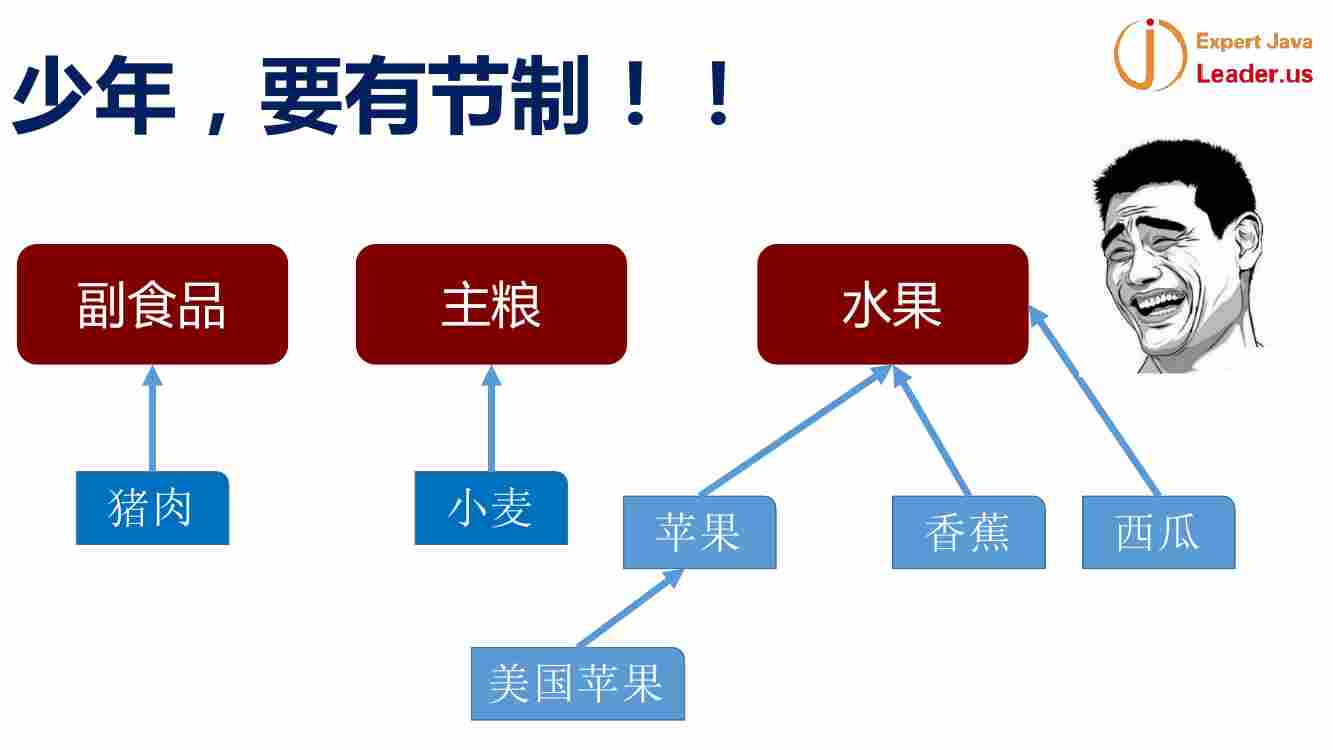 少年，要有节制！！
Expert Java
Leader.us
副食品
主粮
水果
猪肉
小麦
苹果
香蕉
西瓜
美国苹果